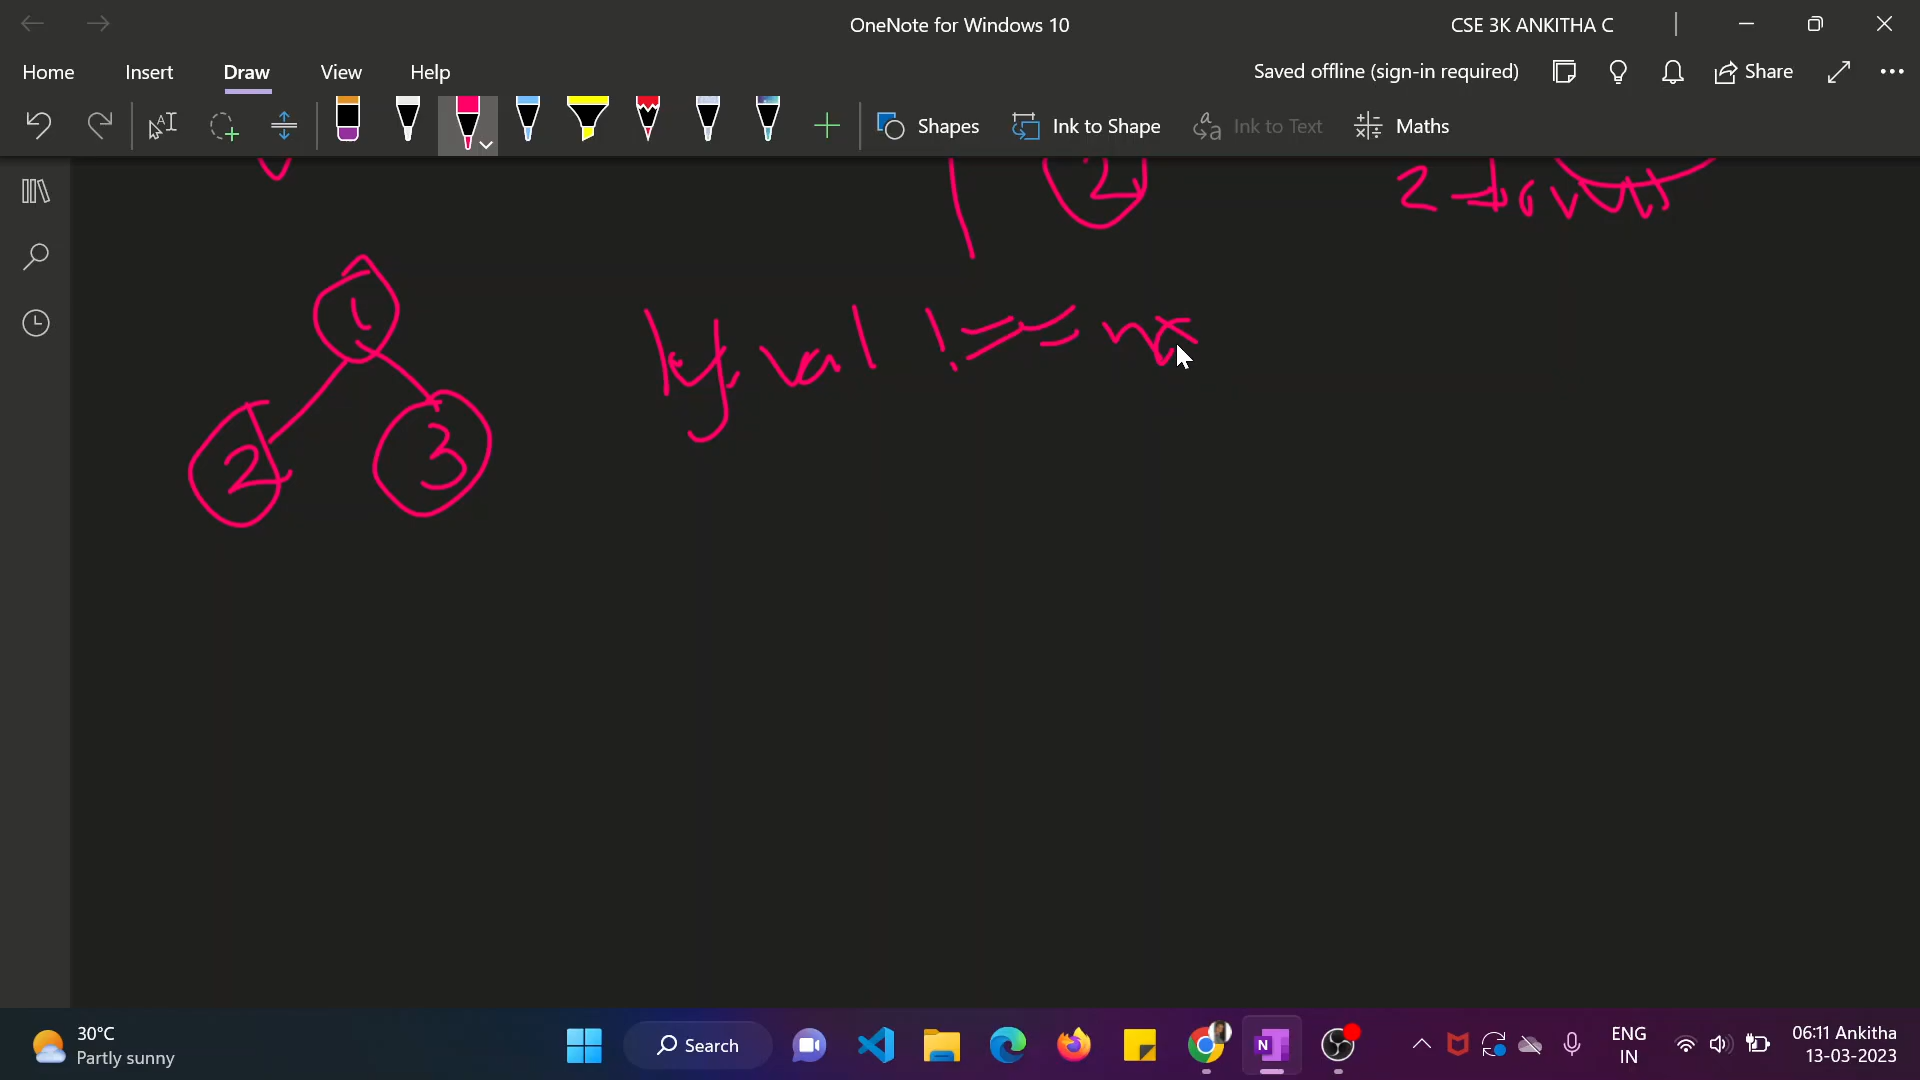 OneNote for Windows 10
CSE 3K ANKITHA C
Home Insert Draw View Help
Saved offline (sign-in required) Share
Shapes Ink to Shape Ink to Text Maths
2
1
val !==
2 3
30°C
Partly sunny
Search
ENG
IN
06:11 Ankitha
13-03-2023